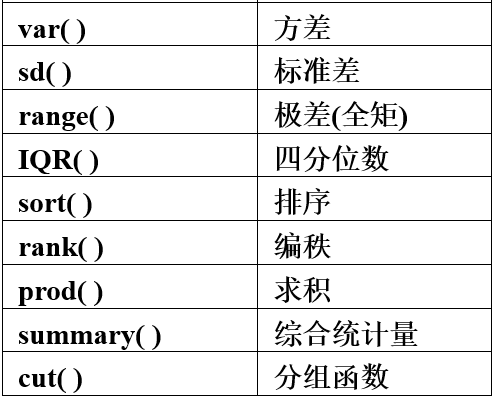 var( ) 方差
sd( ) 标准差
range( ) 极差(全矩)
IQR( ) 四分位数
sort( ) 排序
rank( ) 编秩
prod( ) 求积
summary( ) 综合统计量
cut( ) 分组函数